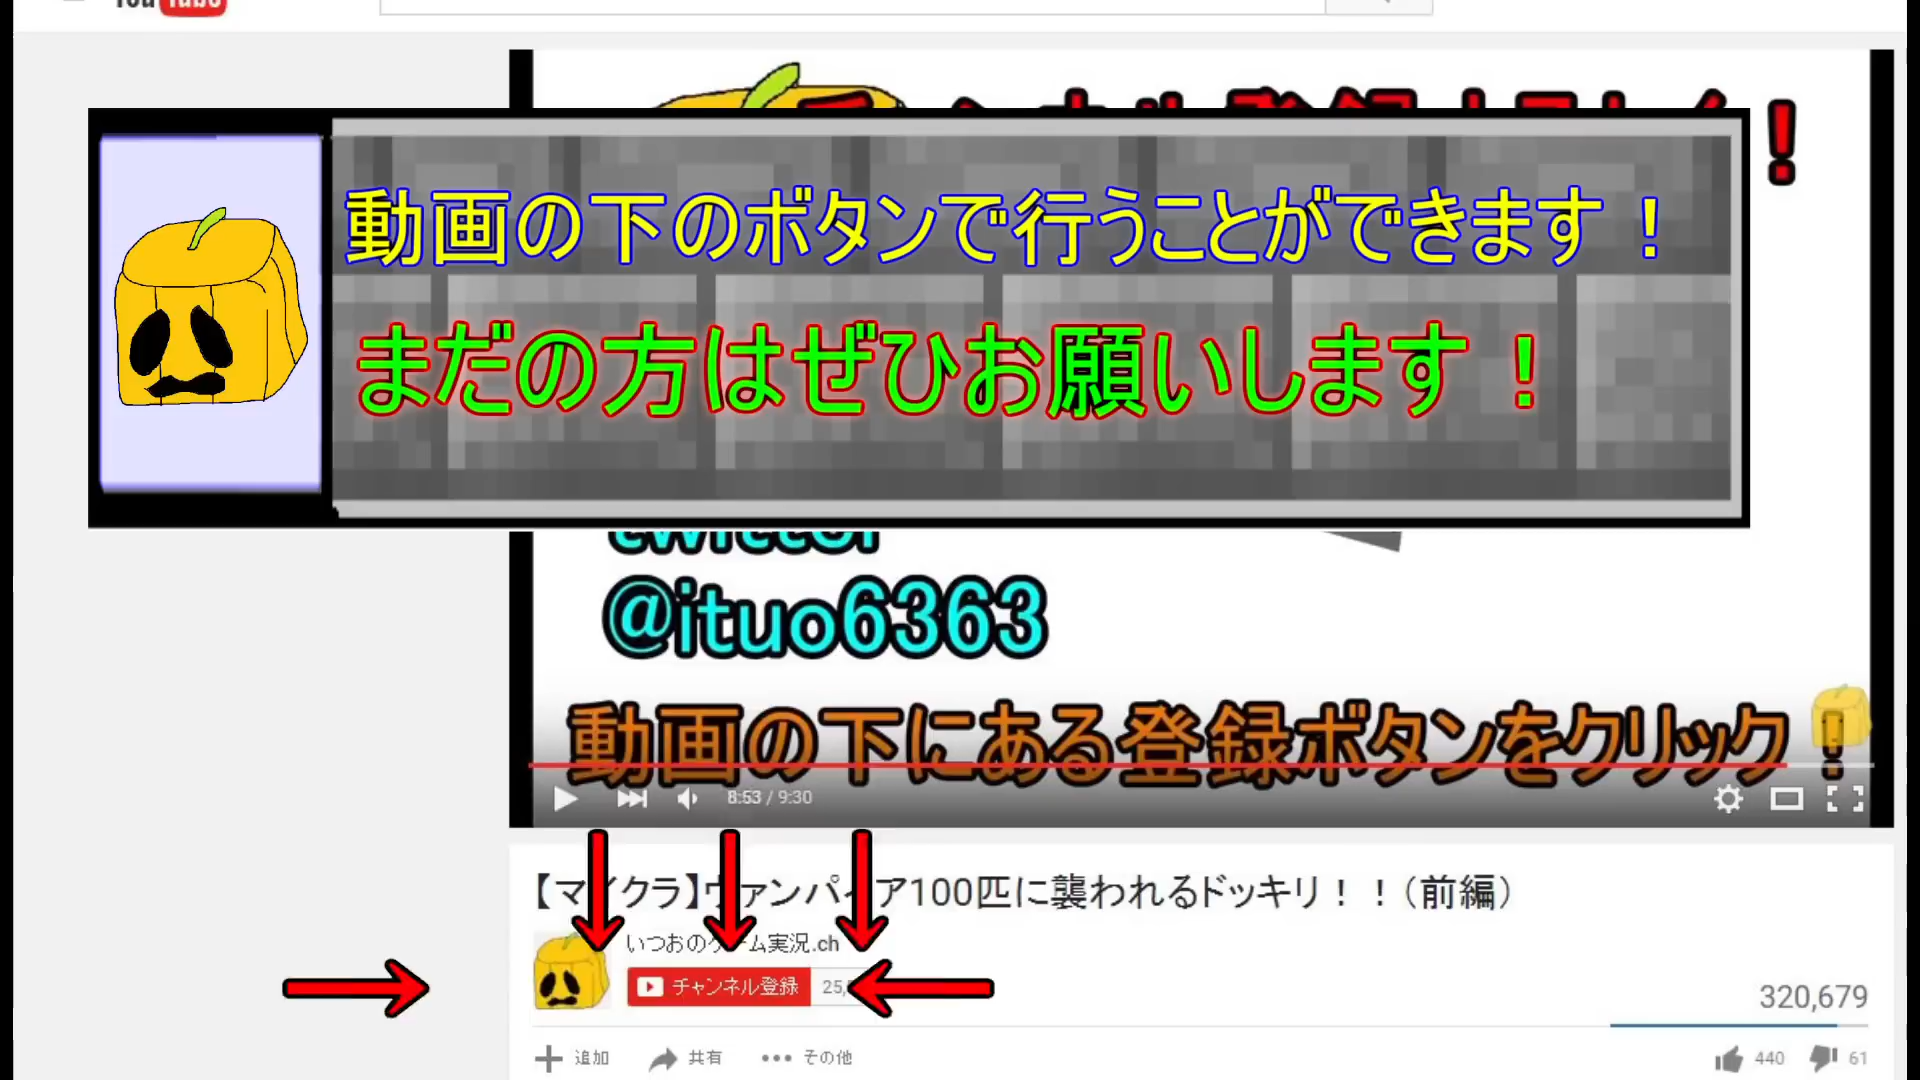 YouTube
動画の下のボタンで行うことができます！
まだの方はぜひお願いします！
twitter
@ituo6363
動画の下にある登録ボタンをクリック！
8:53 / 9:30
【マイクラ】ヴァンパイア100匹に襲われるドッキリ！！（前編）
いつおのゲーム実況.ch
チャンネル登録 25,
320,679
追加 共有 その他
440 61